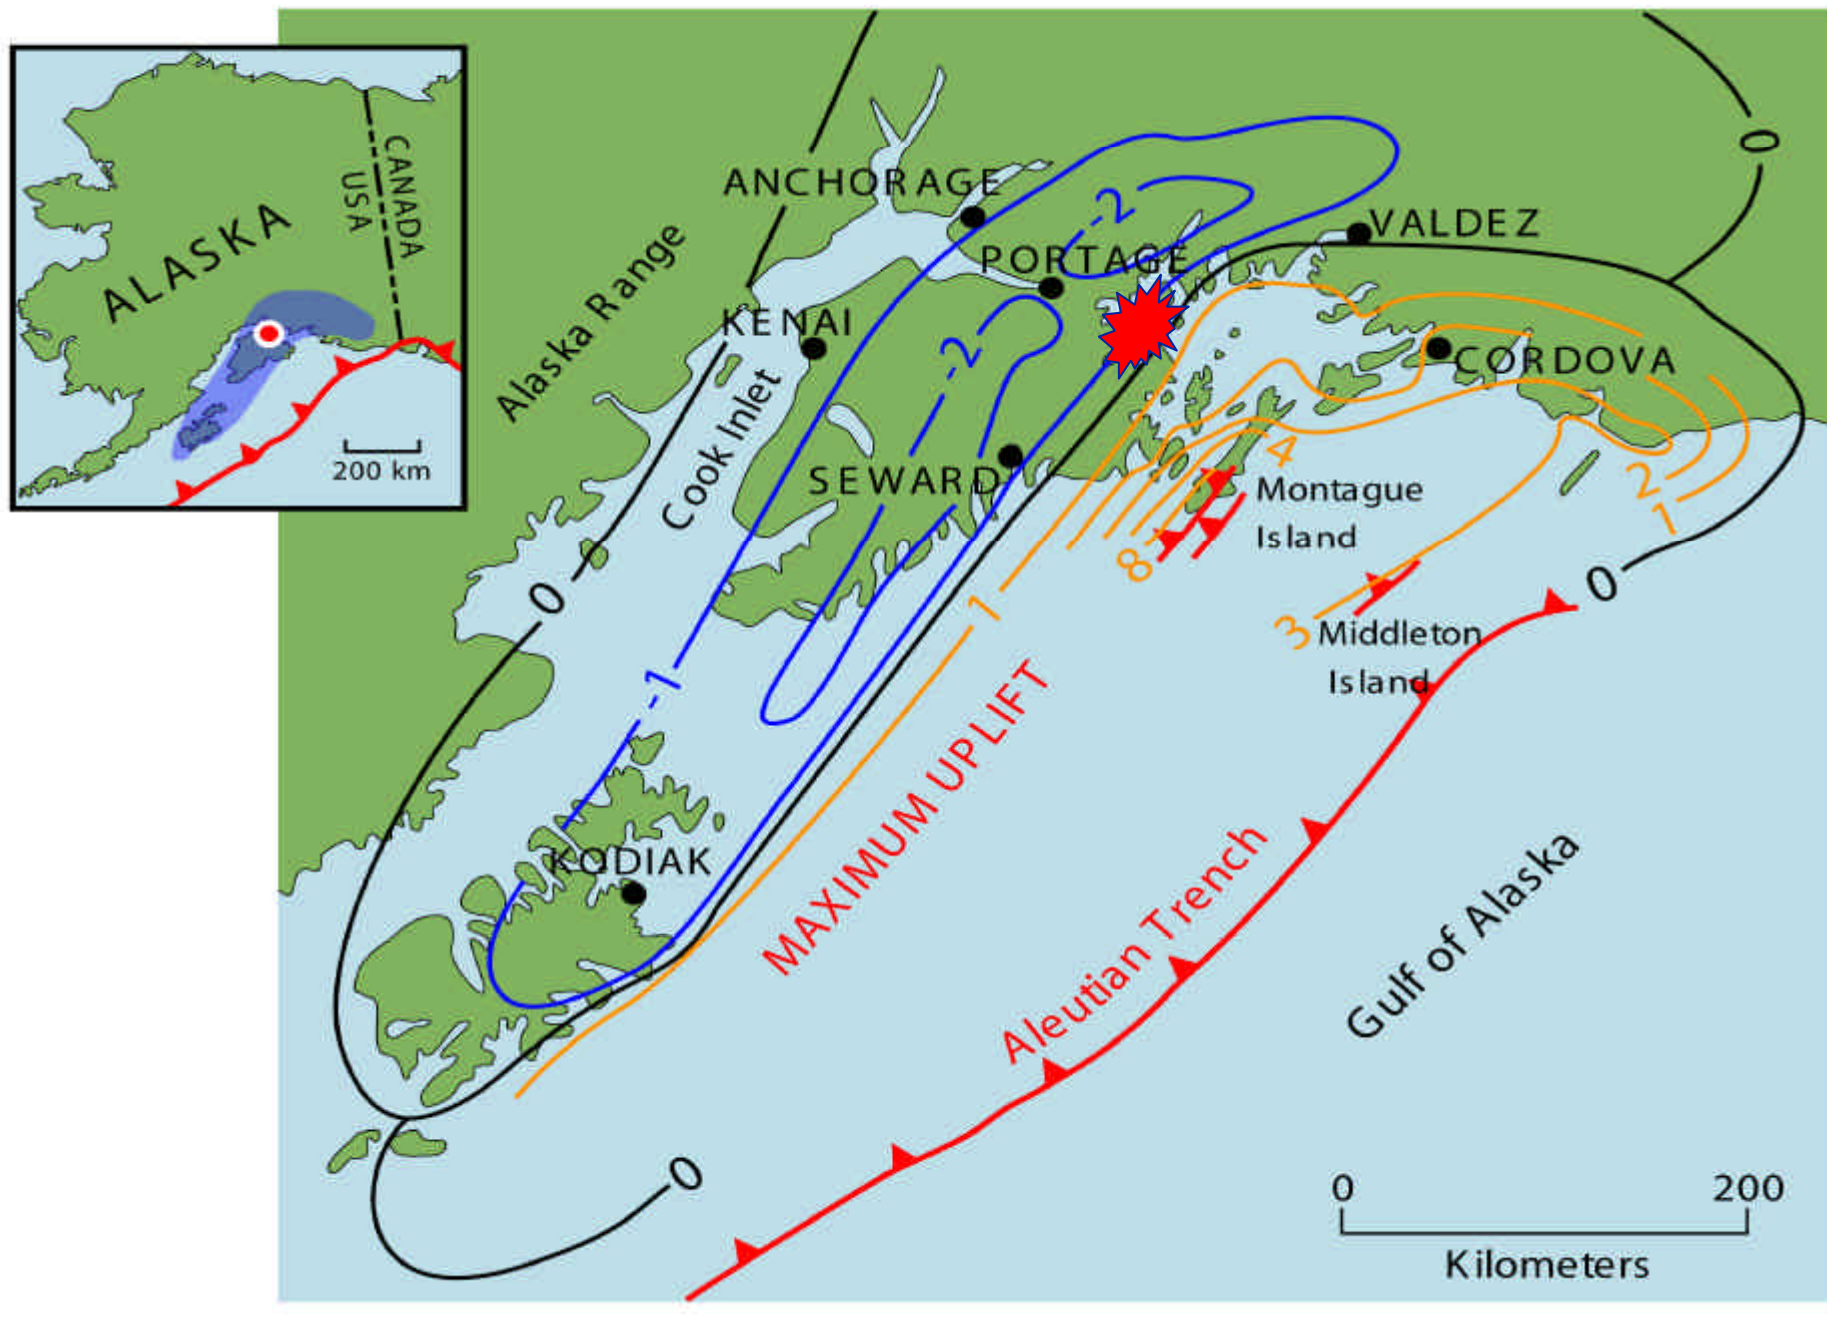 CANADA
USA
ALASKA
200 km
0
ANCHORAGE
-2
VALDEZ
PORTAGE
Alaska Range
KENAI
-2
CORDOVA
Cook Inlet
SEWARD
4
2
1
Montague
Island
8
0
0
1
3
Middleton
Island
-1
MAXIMUM UPLIFT
KODIAK
Aleutian Trench
Gulf of Alaska
0
0 200
Kilometers